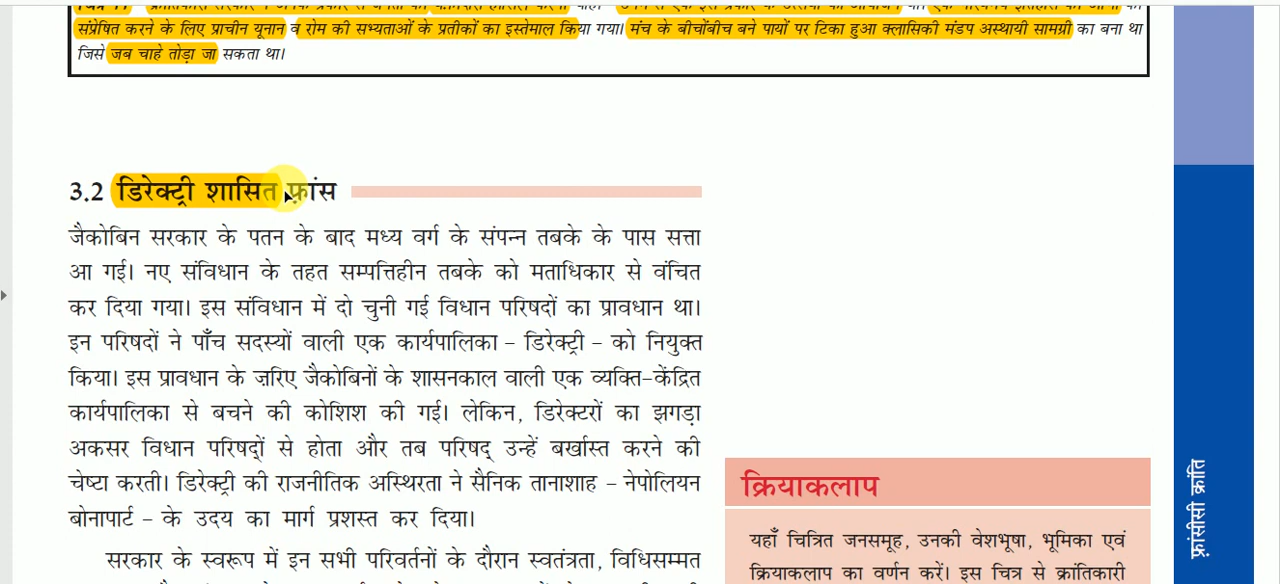 संप्रेषित करने के लिए प्राचीन यूनान व रोम की सभ्यताओं के प्रतीकों का इस्तेमाल किया गया। मंच के बीचोंबीच बने पायों पर टिका हुआ क्लासिकी मंडप अस्थायी सामग्री का बना था
जिसे जब चाहे तोड़ा जा सकता था।
3.2 डिरेक्ट्री शासित फ़्रांस
जैकोबिन सरकार के पतन के बाद मध्य वर्ग के संपन्न तबके के पास सत्ता
आ गई। नए संविधान के तहत सम्पत्तिहीन तबके को मताधिकार से वंचित
कर दिया गया। इस संविधान में दो चुनी गई विधान परिषदों का प्रावधान था।
इन परिषदों ने पाँच सदस्यों वाली एक कार्यपालिका – डिरेक्ट्री – को नियुक्त
किया। इस प्रावधान के ज़रिए जैकोबिनों के शासनकाल वाली एक व्यक्ति-केंद्रित
कार्यपालिका से बचने की कोशिश की गई। लेकिन, डिरेक्टरों का झगड़ा
अकसर विधान परिषद्रों से होता और तब परिषद् उन्हें बर्ख़ास्त करने की
चेष्टा करती। डिरेक्ट्री की राजनीतिक अस्थिरता ने सैनिक तानाशाह – नेपोलियन
बोनापार्ट – के उदय का मार्ग प्रशस्त कर दिया।
सरकार के स्वरूप में इन सभी परिवर्तनों के दौरान स्वतंत्रता, विधिसम्मत
क्रियाकलाप
यहाँ चित्रित जनसमूह, उनकी वेशभूषा, भूमिका एवं
क्रियाकलाप का वर्णन करें। इस चित्र से क्रांतिकारी
फ़्रांसीसी क्रांति